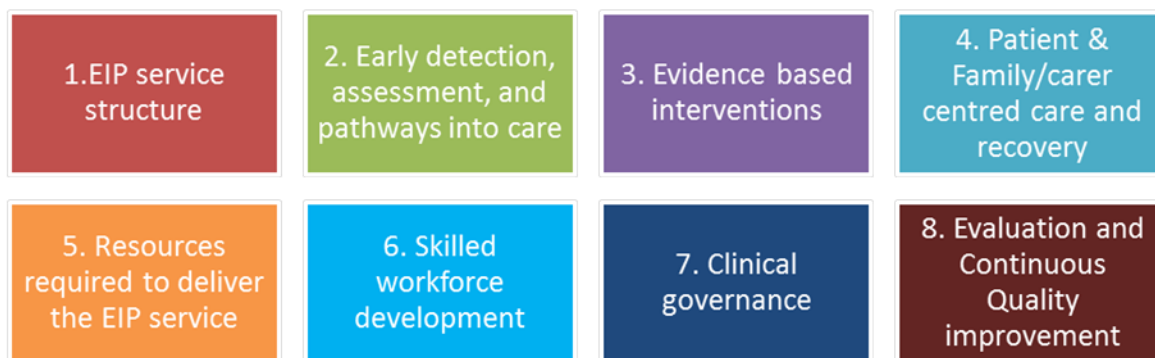 1.EIP service
structure
2. Early detection,
assessment, and
pathways into care
3. Evidence based
interventions
4. Patient &
Family/carer
centred care and
recovery
5. Resources
required to deliver
the EIP service
6. Skilled
workforce
development
7. Clinical
governance
8. Evaluation and
Continuous
Quality
improvement